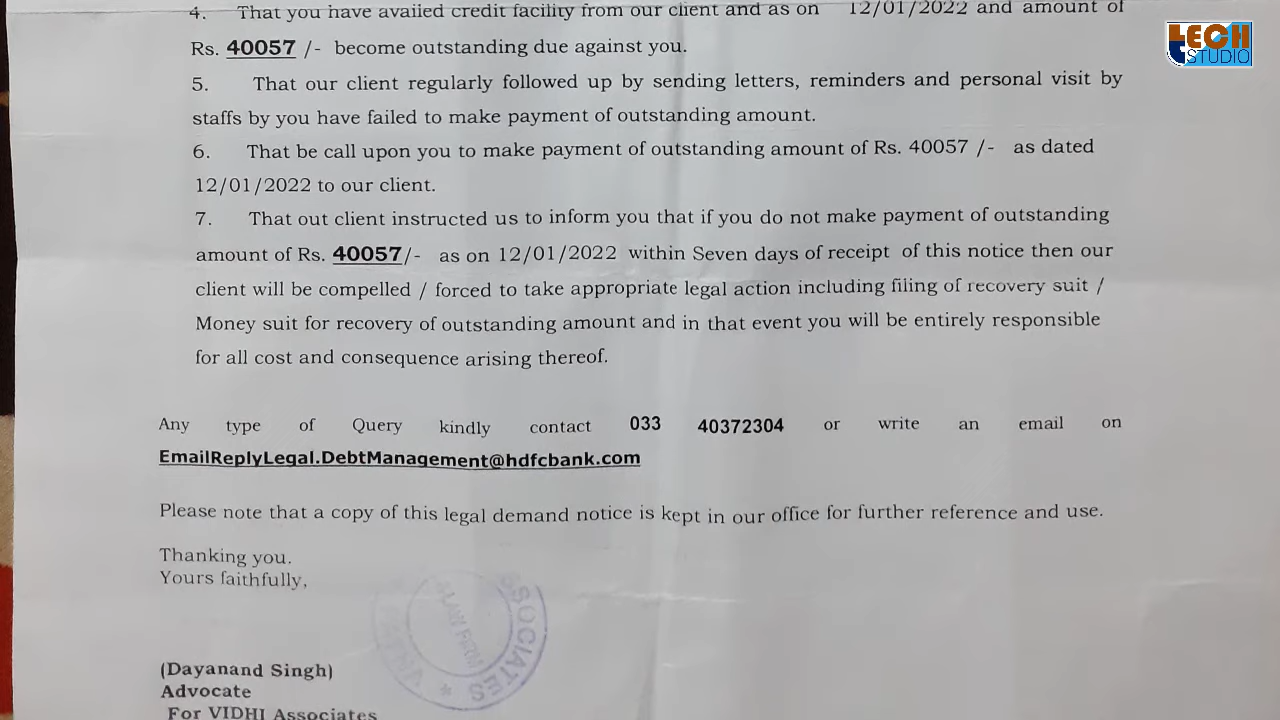 4. That you have availed credit facility from our client and as on 12/01/2022 and amount of
Rs. 40057 /- become outstanding due against you.
5. That our client regularly followed up by sending letters, reminders and personal visit by
staffs by you have failed to make payment of outstanding amount.
6. That be call upon you to make payment of outstanding amount of Rs. 40057 /- as dated
12/01/2022 to our client.
7. That out client instructed us to inform you that if you do not make payment of outstanding
amount of Rs. 40057/- as on 12/01/2022 within Seven days of receipt of this notice then our
client will be compelled / forced to take appropriate legal action including filing of recovery suit /
Money suit for recovery of outstanding amount and in that event you will be entirely responsible
for all cost and consequence arising thereof.
Any type of Query kindly contact 033 40372304 or write an email on
EmailReplyLegal.DebtManagement@hdfcbank.com
Please note that a copy of this legal demand notice is kept in our office for further reference and use.
Thanking you.
Yours faithfully,
(Dayanand Singh)
Advocate
For VIDHI Associates
SOCIATES
LAW FIRM
LECH
STUDIO